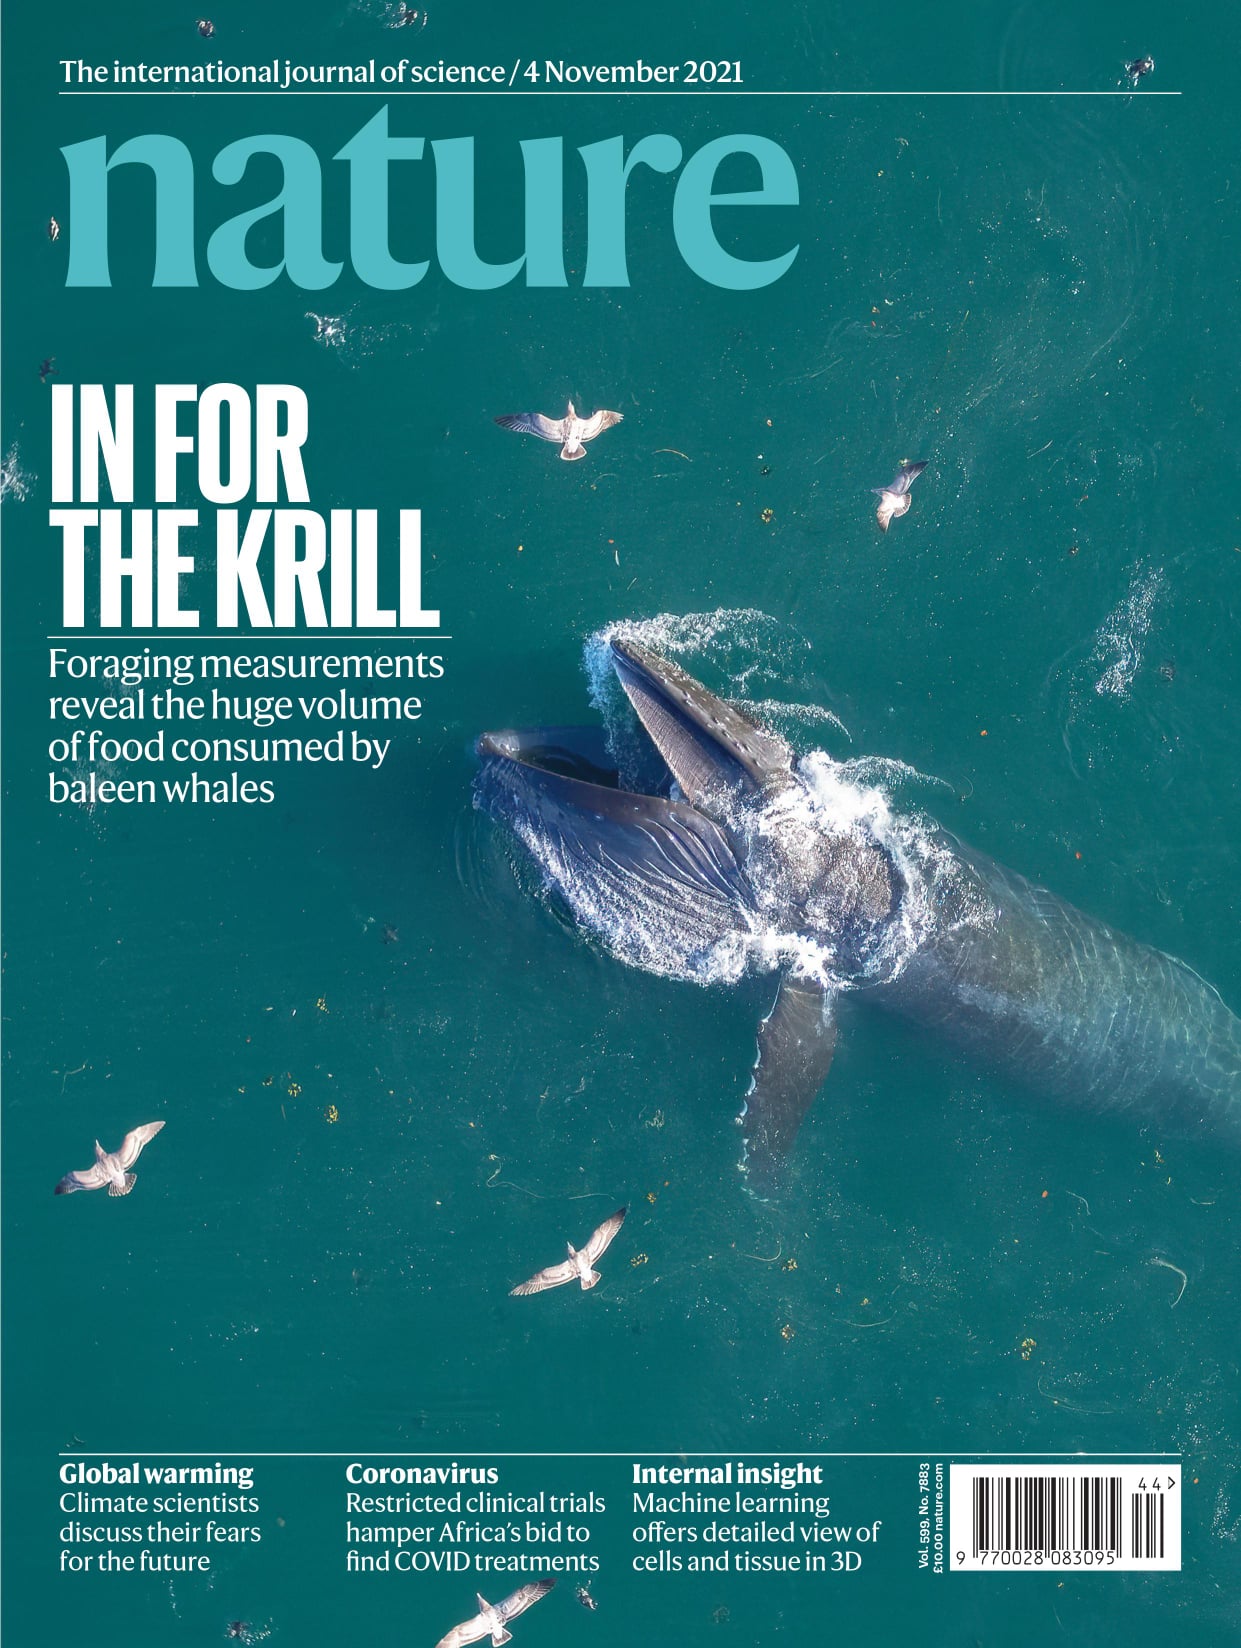 The international journal of science / 4 November 2021
nature
IN FOR
THE KRILL
Foraging measurements
reveal the huge volume
of food consumed by
baleen whales
Global warming
Climate scientists
discuss their fears
for the future
Coronavirus
Restricted clinical trials
hamper Africa's bid to
find COVID treatments
Internal insight
Machine learning
offers detailed view of
cells and tissue in 3D
Vol. 599, No. 7883
£10.00 nature.com
44>
9 770028 083095